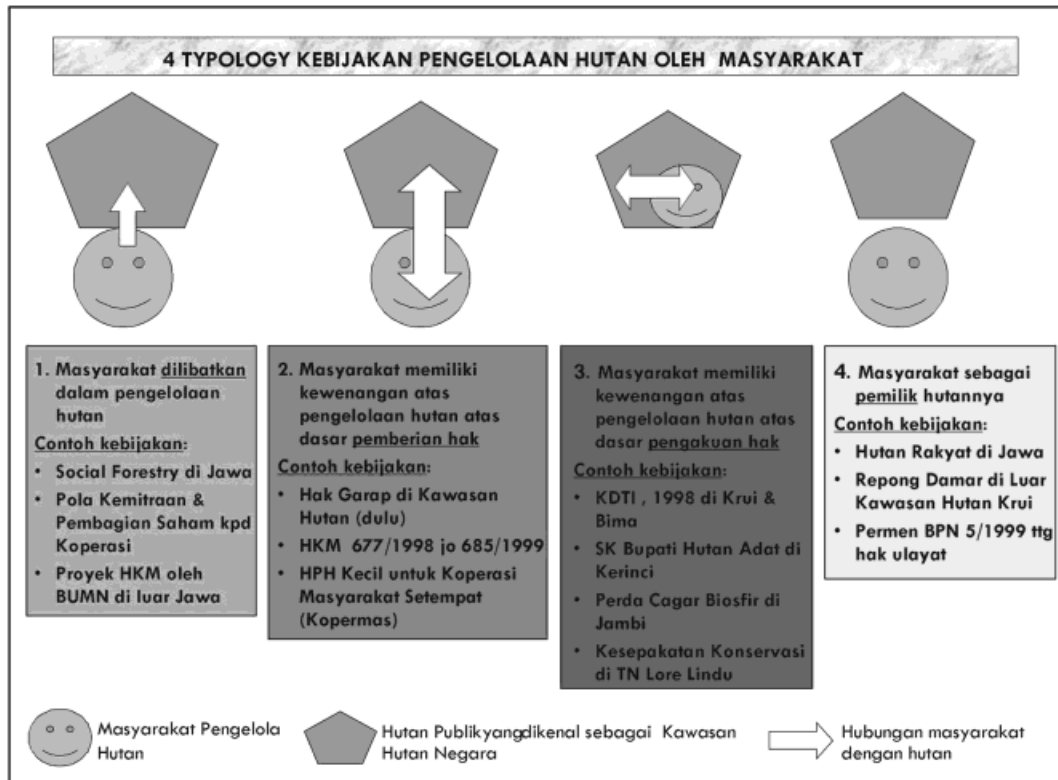 4 TYPOLOGY KEBIJAKAN PENGELOLAAN HUTAN OLEH MASYARAKAT
1. Masyarakat dilibatkan
dalam pengelolaan
hutan
Contoh kebijakan:
• Social Forestry di Jawa
• Pola Kemitraan &
Pembagian Saham kpd
Koperasi
• Proyek HKM oleh
BUMN di luar Jawa
2. Masyarakat memiliki
kewenangan atas
pengelolaan hutan atas
dasar pemberian hak
Contoh kebijakan:
• Hak Garap di Kawasan
Hutan (dulu)
• HKM 677/1998 jo 685/1999
• HPH Kecil untuk Koperasi
Masyarakat Setempat
(Kopermas)
3. Masyarakat memiliki
kewenangan atas
pengelolaan hutan atas
dasar pengakuan hak
Contoh kebijakan:
• KDTI , 1998 di Krui &
Bima
• SK Bupati Hutan Adat di
Kerinci
• Perda Cagar Biosfir di
Jambi
• Kesepakatan Konservasi
di TN Lore Lindu
4. Masyarakat sebagai
pemilik hutannya
Contoh kebijakan:
• Hutan Rakyat di Jawa
• Repong Damar di Luar
Kawasan Hutan Krui
• Permen BPN 5/1999 ttg
hak ulayat
Masyarakat Pengelola
Hutan
Hutan Publikyangdikenal sebagai Kawasan
Hutan Negara
Hubungan masyarakat
dengan hutan